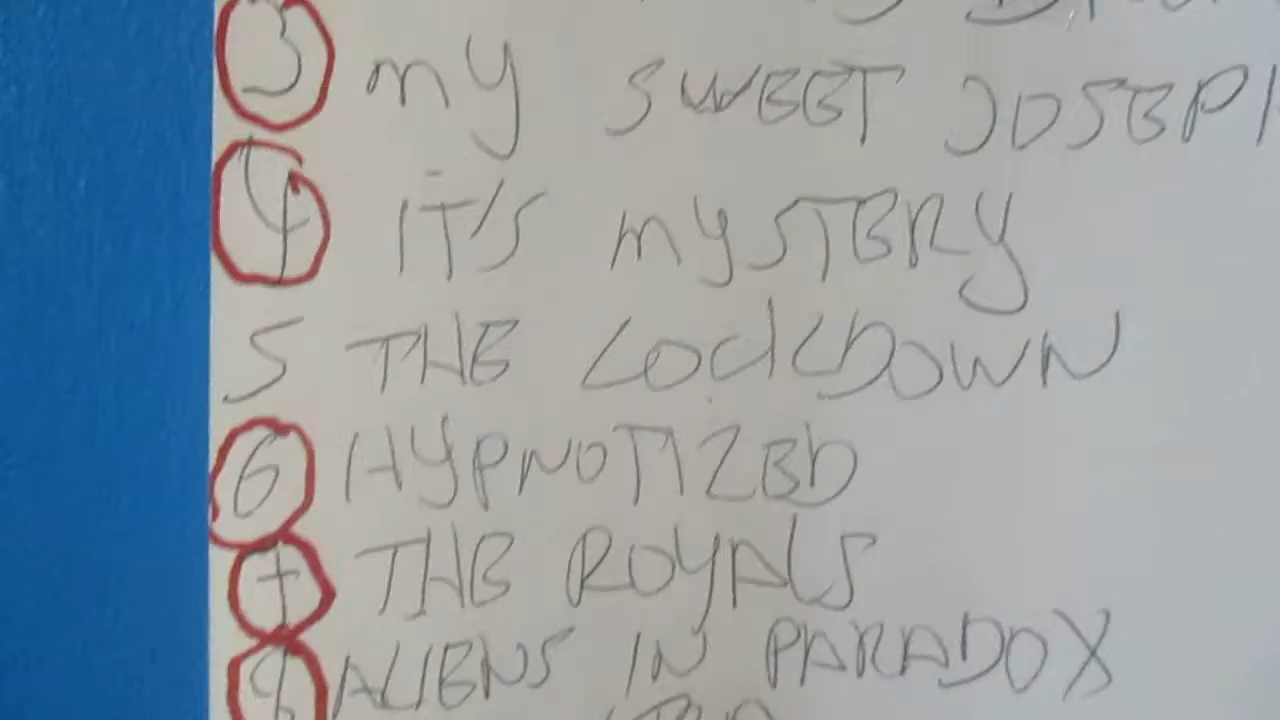 3 MY SWEET JOSEPH
4 IT'S MYSTERY
5 THE LOCKDOWN
6 HYPNOTIZED
7 THE ROYALS
8 ALIENS IN PARADOX